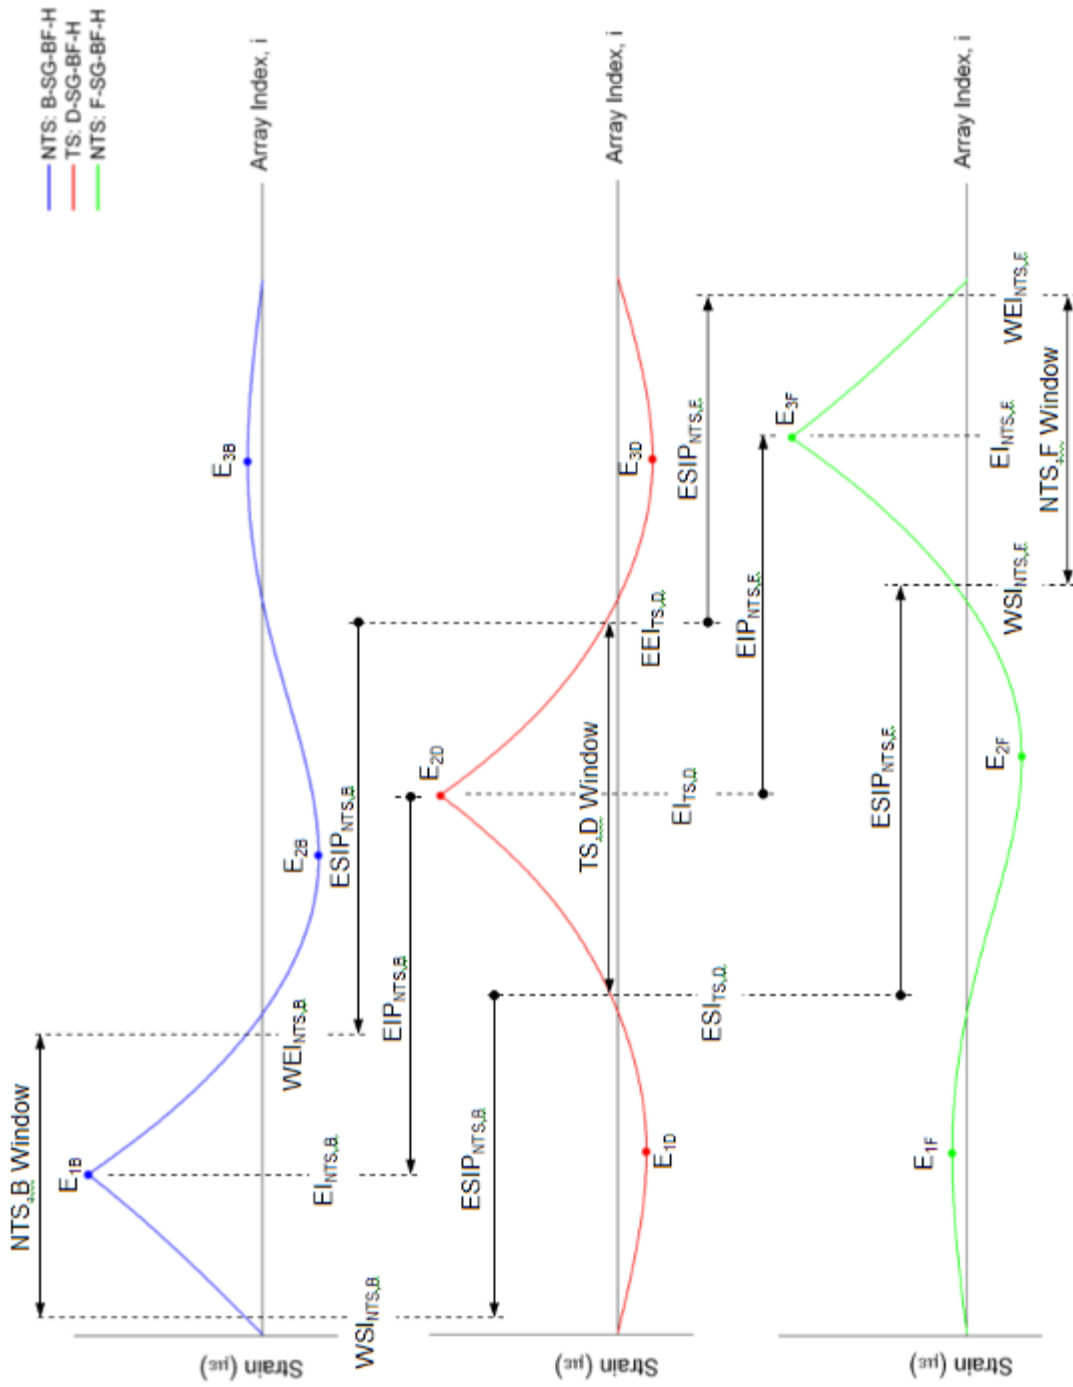 NTS: B-SG-BF-H
TS: D-SG-BF-H
NTS: F-SG-BF-H
Strain (με)
Array Index, i
NTS,B Window
E1B
E2B
E3B
WSINTS,B
EINTS,B
WEINTS,B
EIPNTS,B
ESIPNTS,B
ESIPNTS,B
Strain (με)
Array Index, i
E1D
E2D
E3D
TS,D Window
ESITS,D
EITS,D
EEITS,D
EIPNTS,F
ESIPNTS,F
ESIPNTS,F
Strain (με)
Array Index, i
E1F
E2F
E3F
WSINTS,F
EINTS,F
WEINTS,F
NTS,F Window